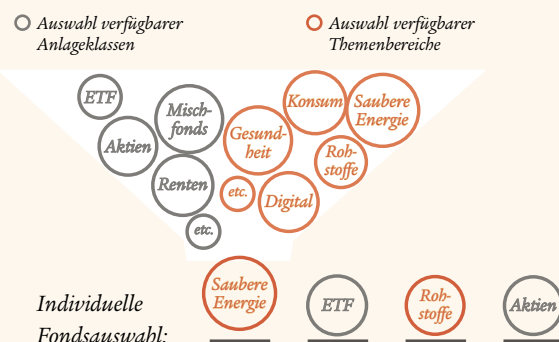 Auswahl verfügbarer
Anlageklassen
Auswahl verfügbarer
Themenbereiche
ETF
Misch-
fonds
Aktien
Renten
etc.
Konsum
Saubere
Energie
Gesund-
heit
Roh-
stoffe
etc.
Digital
Individuelle
Fondsauswahl:
Saubere
Energie
ETF
Roh-
stoffe
Aktien